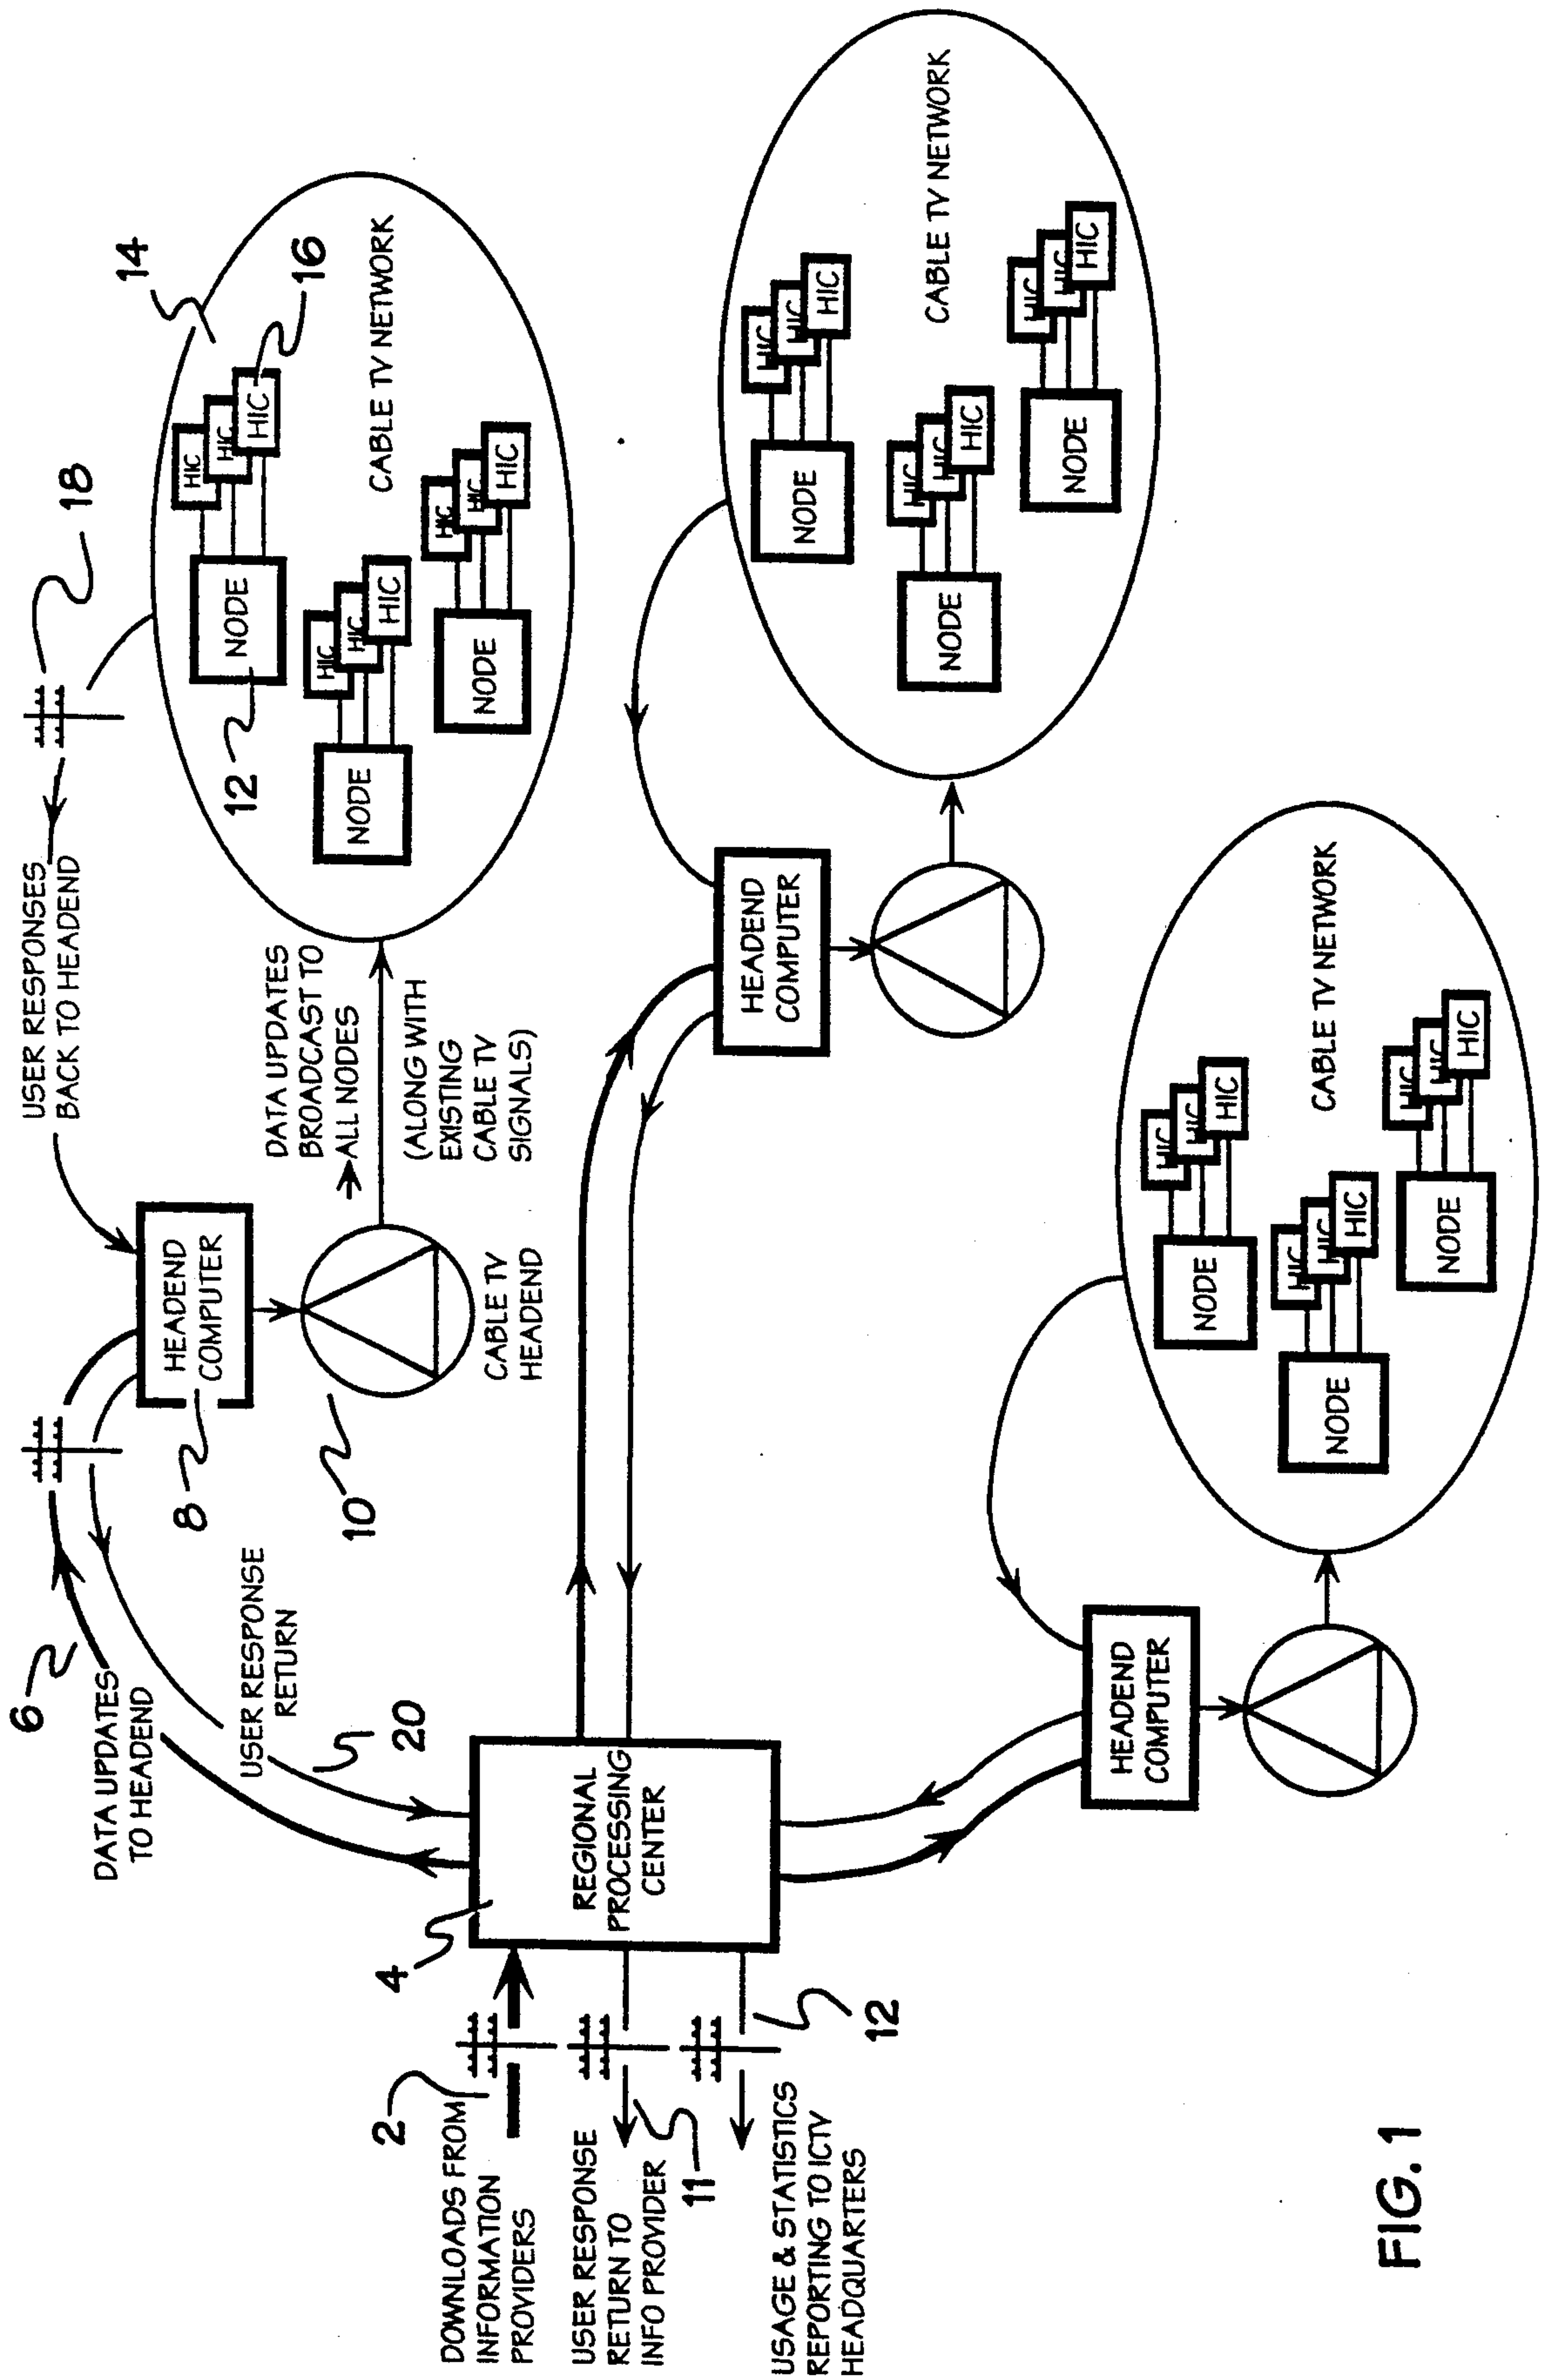 6
DATA UPDATES
TO HEADEND
USER RESPONSE
RETURN
20
8
HEADEND
COMPUTER
10
CABLE TV
HEADEND
USER RESPONSES
BACK TO HEADEND
18
DATA UPDATES
BROADCAST TO
ALL NODES
(ALONG WITH
EXISTING
CABLE TV
SIGNALS)
14
16
12
NODE
HIC
HIC
HIC
NODE
HIC
HIC
HIC
NODE
HIC
HIC
HIC
CABLE TV NETWORK
2
DOWNLOADS FROM
INFORMATION
PROVIDERS
4
REGIONAL
PROCESSING
CENTER
USER RESPONSE
RETURN TO
INFO PROVIDER
11
USAGE & STATISTICS
REPORTING TO ICTV
HEADQUARTERS
12
HEADEND
COMPUTER
NODE
HIC
HIC
HIC
NODE
HIC
HIC
HIC
NODE
HIC
HIC
HIC
CABLE TV NETWORK
HEADEND
COMPUTER
NODE
HIC
HIC
HIC
NODE
HIC
HIC
HIC
NODE
HIC
HIC
HIC
CABLE TV NETWORK
FIG. 1